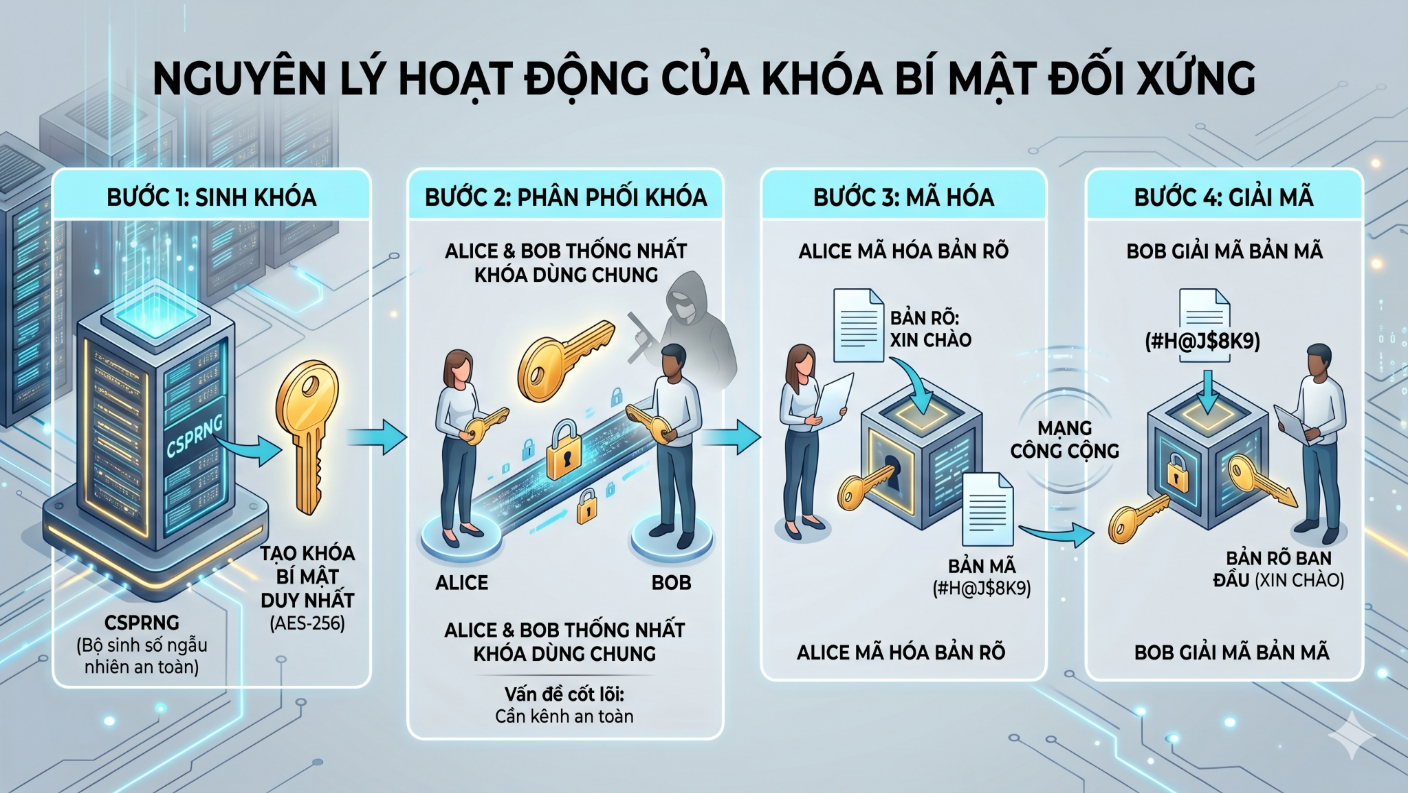 NGUYÊN LÝ HOẠT ĐỘNG CỦA KHÓA BÍ MẬT ĐỐI XỨNG
BƯỚC 1: SINH KHÓA
CSPRNG
TẠO KHÓA
BÍ MẬT
DUY NHẤT
(AES-256)
CSPRNG
(Bộ sinh số ngẫu
nhiên an toàn)
BƯỚC 2: PHÂN PHỐI KHÓA
ALICE & BOB THỐNG NHẤT
KHÓA DÙNG CHUNG
ALICE
BOB
ALICE & BOB THỐNG NHẤT
KHÓA DÙNG CHUNG
Vấn đề cốt lõi:
Cần kênh an toàn
BƯỚC 3: MÃ HÓA
ALICE MÃ HÓA BẢN RÕ
BẢN RÕ:
XIN CHÀO
BẢN MÃ
(#H@J$8K9)
ALICE MÃ HÓA BẢN RÕ
MẠNG
CÔNG CỘNG
BƯỚC 4: GIẢI MÃ
BOB GIẢI MÃ BẢN MÃ
(#H@J$8K9)
BẢN RÕ BAN
ĐẦU (XIN CHÀO)
BOB GIẢI MÃ BẢN MÃ